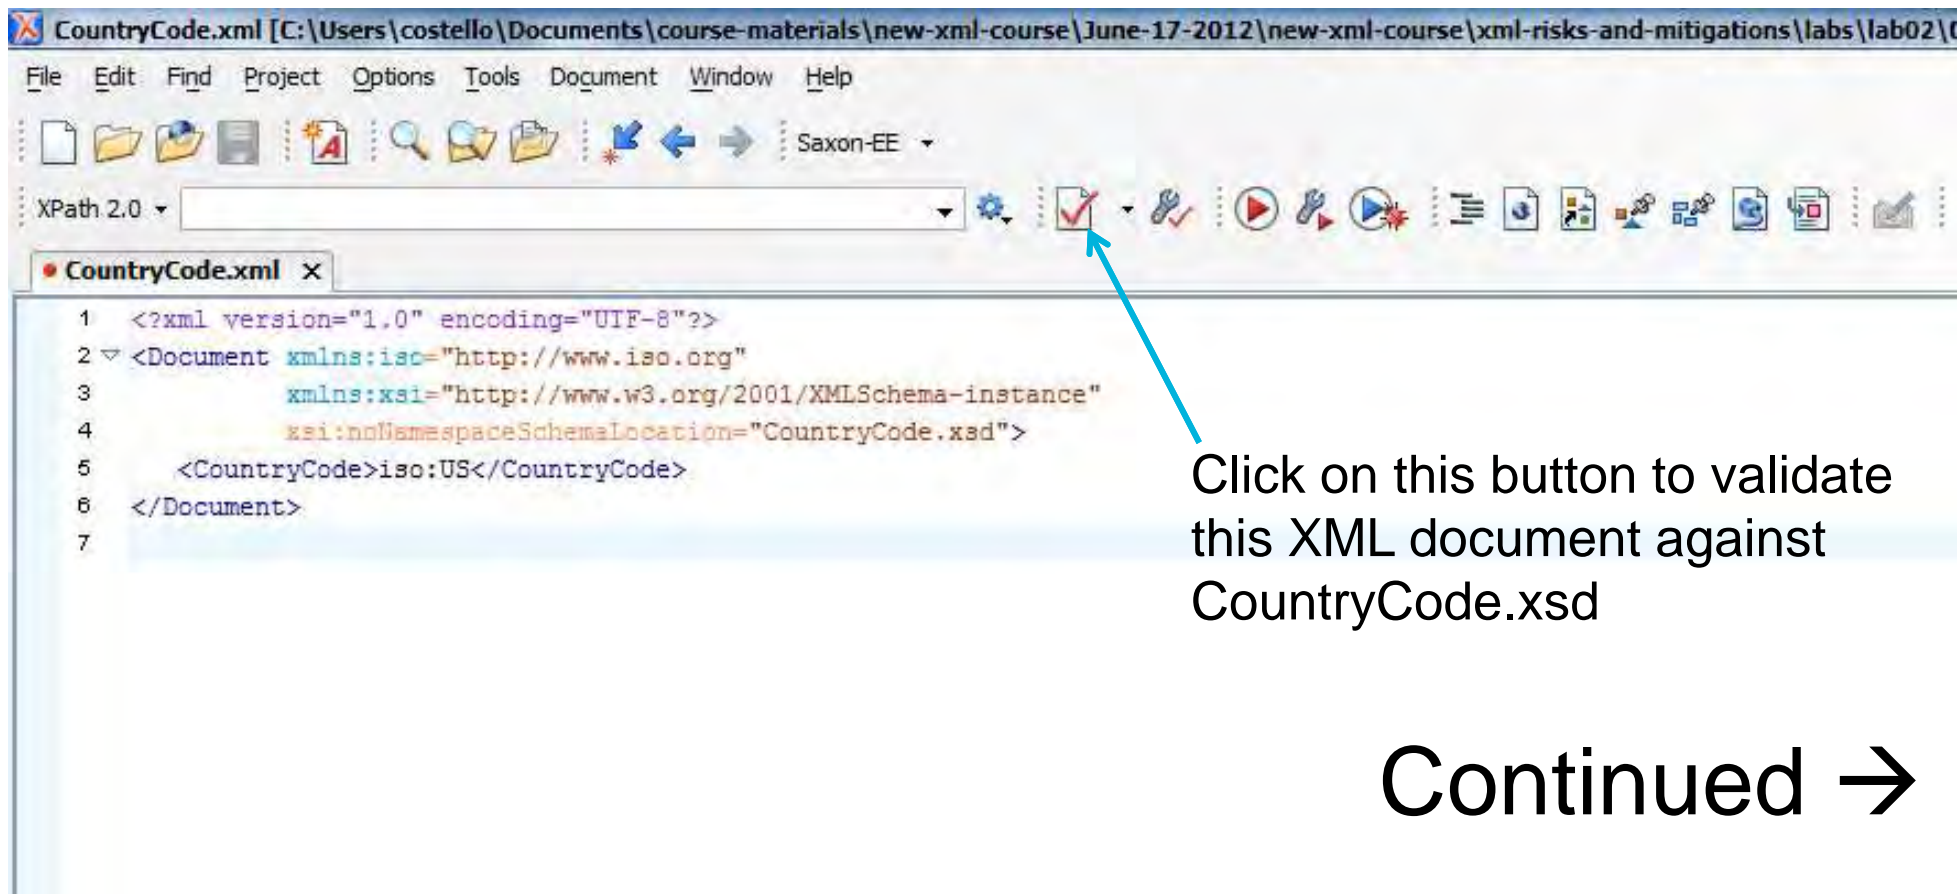 CountryCode.xml [C:\Users\costello\Documents\course-materials\new-xml-course\June-17-2012\new-xml-course\xml-risks-and-mitigations\labs\lab02\
File Edit Find Project Options Tools Document Window Help
Saxon-EE
XPath 2.0
CountryCode.xml X
1 <?xml version="1.0" encoding="UTF-8"?>
2 <Document xmlns:iso="http://www.iso.org"
3 xmlns:xsi="http://www.w3.org/2001/XMLSchema-instance"
4 xsi:noNamespaceSchemaLocation="CountryCode.xsd">
5 <CountryCode>iso:US</CountryCode>
6 </Document>
7
Click on this button to validate
this XML document against
CountryCode.xsd
Continued →